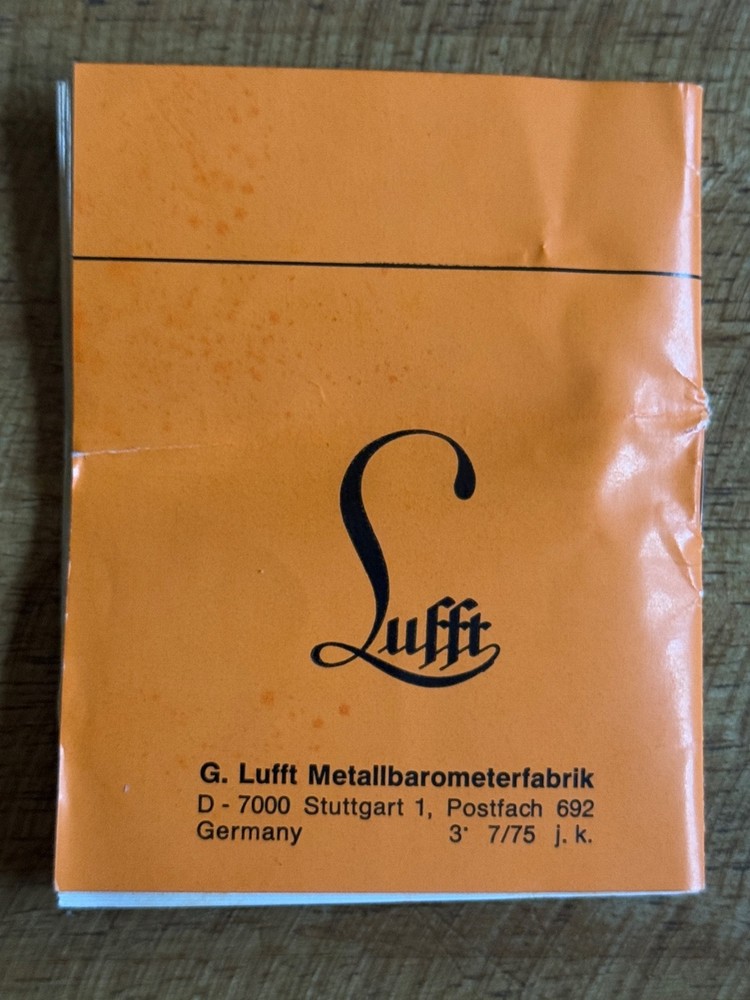 Lufft
G. Lufft Metallbarometerfabrik
D - 7000 Stuttgart 1, Postfach 692
Germany 3· 7/75 j. k.